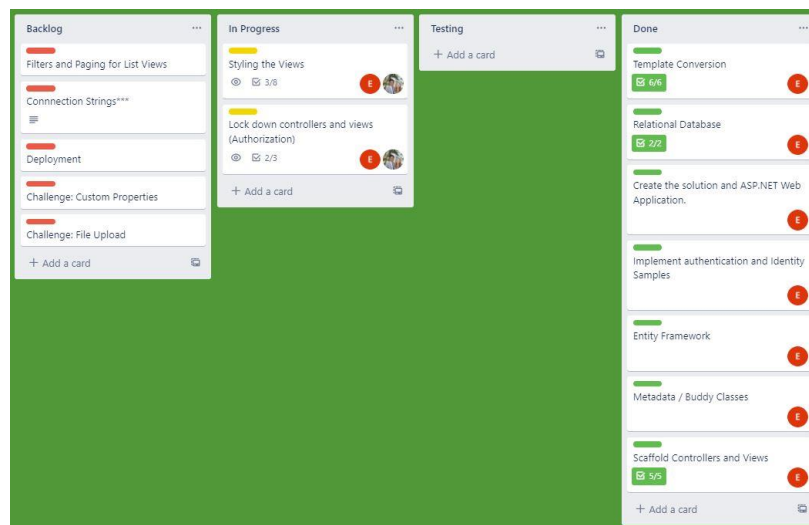 Backlog
Filters and Paging for List Views
Connnection Strings***
Deployment
Challenge: Custom Properties
Challenge: File Upload
+ Add a card
In Progress
Styling the Views
3/8
E
Lock down controllers and views
(Authorization)
2/3
E
+ Add a card
Testing
+ Add a card
Done
Template Conversion
6/6
E
Relational Database
2/2
E
Create the solution and ASP.NET Web
Application.
E
Implement authentication and Identity
Samples
E
Entity Framework
E
Metadata / Buddy Classes
E
Scaffold Controllers and Views
5/5
E
+ Add a card